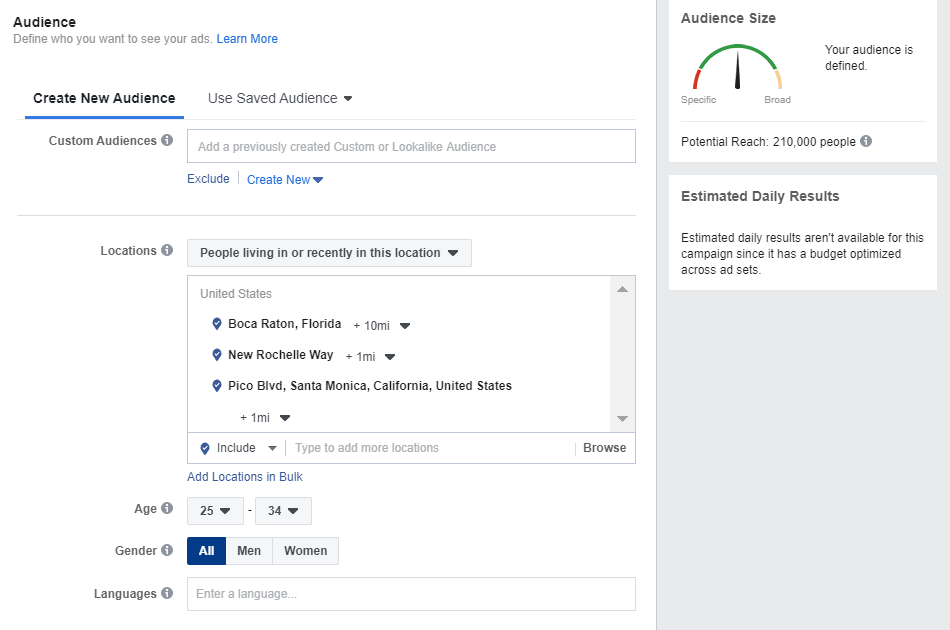 Audience
Define who you want to see your ads. Learn More
Create New Audience
Use Saved Audience
Custom Audiences
Add a previously created Custom or Lookalike Audience
Exclude
Create New
Locations
People living in or recently in this location
United States
Boca Raton, Florida + 10mi
New Rochelle Way + 1mi
Pico Blvd, Santa Monica, California, United States
+ 1mi
Include
Type to add more locations
Browse
Add Locations in Bulk
Age
25 - 34
Gender
All
Men
Women
Languages
Enter a language...
Audience Size
Your audience is
defined.
Specific
Broad
Potential Reach: 210,000 people
Estimated Daily Results
Estimated daily results aren't available for this
campaign since it has a budget optimized
across ad sets.